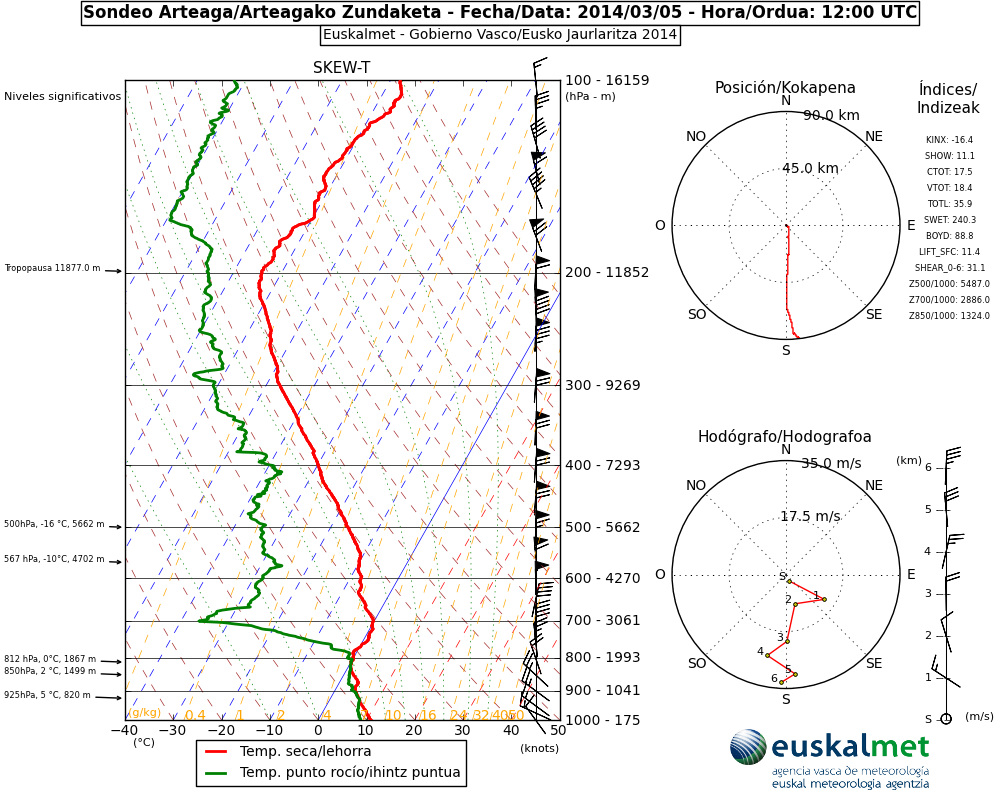 Sondeo Arteaga/Arteagako Zundaketa - Fecha/Data: 2014/03/05 - Hora/Ordua: 12:00 UTC
Euskalmet - Gobierno Vasco/Eusko Jaurlaritza 2014
SKEW-T
Niveles significativos
Tropopausa 11877.0 m
500hPa, -16 °C, 5662 m
567 hPa, -10°C, 4702 m
812 hPa, 0°C, 1867 m
850hPa, 2 °C, 1499 m
925hPa, 5 °C, 820 m
100 - 16159
(hPa - m)
200 - 11852
300 - 9269
400 - 7293
500 - 5662
600 - 4270
700 - 3061
800 - 1993
900 - 1041
1000 - 175
(g/kg) 0.4 1 2 4 7 10 16 24 32 40 50
−40 −30 −20 −10 0 10 20 30 40 50
(°C)
(knots)
Temp. seca/lehorra
Temp. punto rocío/ihintz puntua
Posición/Kokapena
N
90.0 km
NO
NE
45.0 km
O
E
SO
SE
S
Índices/
Indizeak
KINX: -16.4
SHOW: 11.1
CTOT: 17.5
VTOT: 18.4
TOTL: 35.9
SWET: 240.3
BOYD: 88.8
LIFT_SFC: 11.4
SHEAR_0-6: 31.1
Z500/1000: 5487.0
Z700/1000: 2886.0
Z850/1000: 1324.0
Hodógrafo/Hodografoa
N
35.0 m/s
NO
NE
17.5 m/s
O
E
S
1
2
3
4
5
6
SO
SE
S
(km)
6
5
4
3
2
1
S
(m/s)
euskalmet
agencia vasca de meteorología
euskal meteorologia agentzia